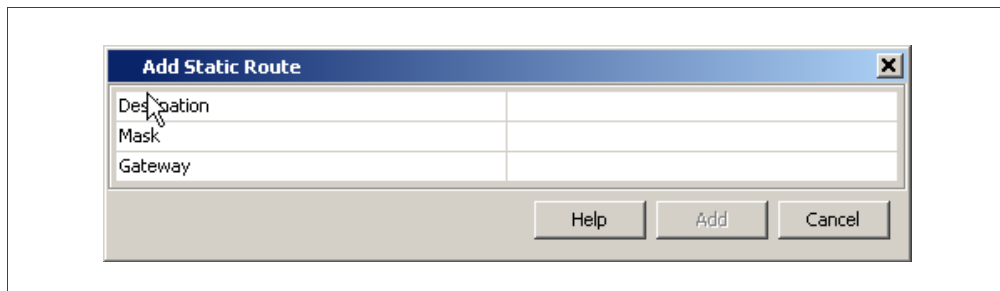 Add Static Route
Destination
Mask
Gateway
Help Add Cancel